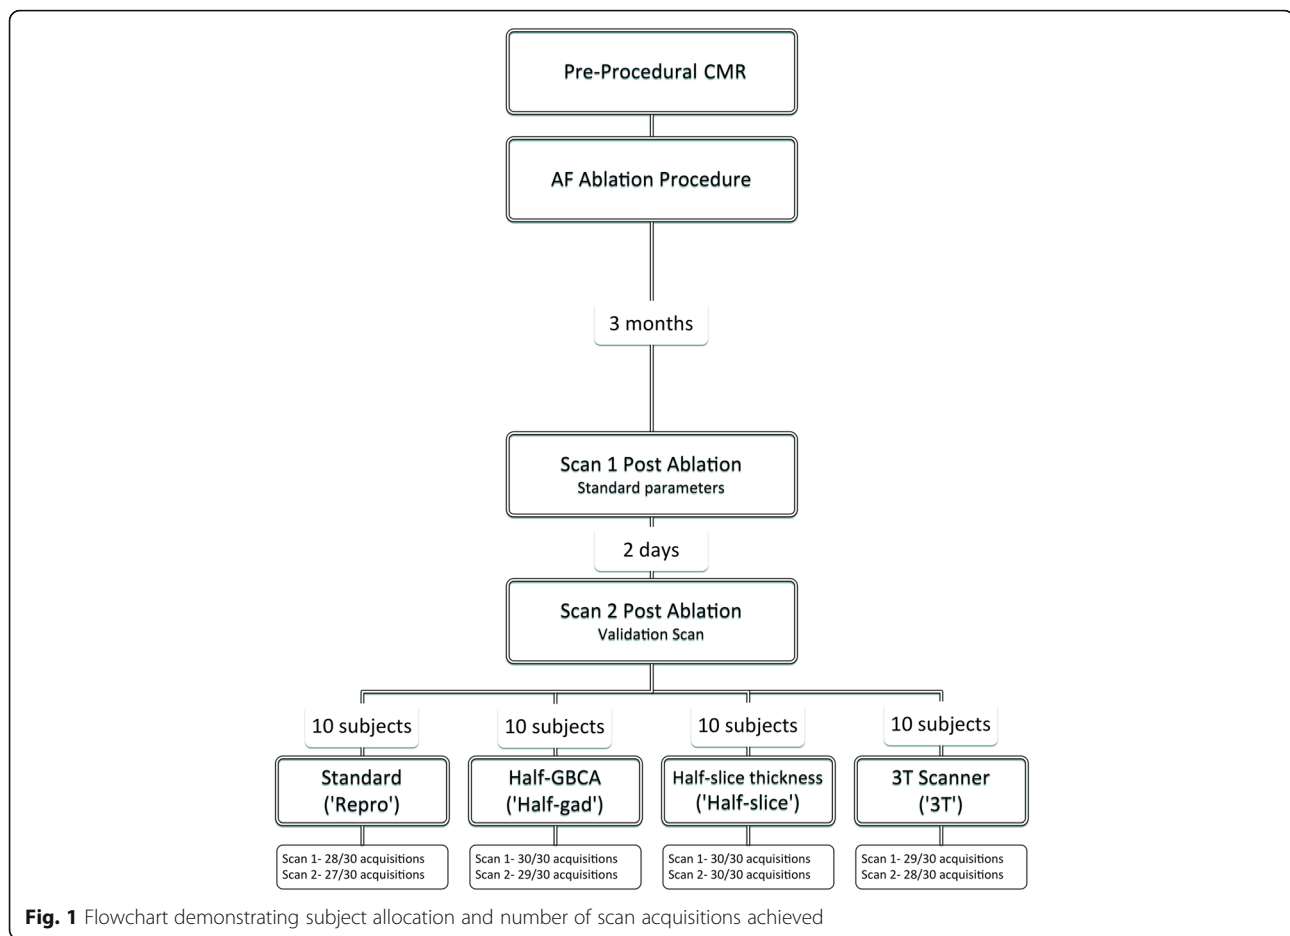 Pre-Procedural CMR
AF Ablation Procedure
3 months
Scan 1 Post Ablation
Standard parameters
2 days
Scan 2 Post Ablation
Validation Scan
10 subjects
10 subjects
10 subjects
10 subjects
Standard
('Repro')
Half-GBCA
('Half-gad')
Half-slice thickness
('Half-slice')
3T Scanner
('3T')
Scan 1- 28/30 acquisitions
Scan 2- 27/30 acquisitions
Scan 1- 30/30 acquisitions
Scan 2- 29/30 acquisitions
Scan 1- 30/30 acquisitions
Scan 2- 30/30 acquisitions
Scan 1- 29/30 acquisitions
Scan 2- 28/30 acquisitions
Fig. 1 Flowchart demonstrating subject allocation and number of scan acquisitions achieved